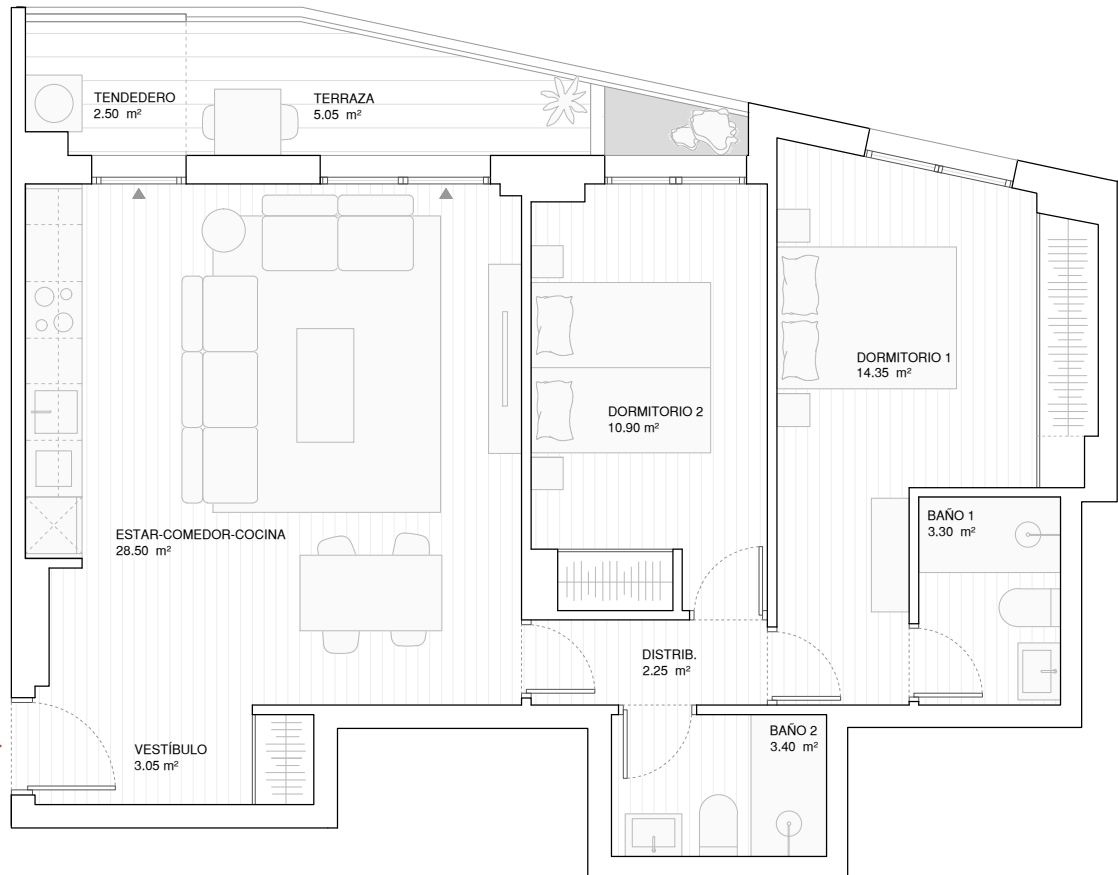 TENDEDERO
2.50 m²
TERRAZA
5.05 m²
DORMITORIO 1
14.35 m²
DORMITORIO 2
10.90 m²
ESTAR-COMEDOR-COCINA
28.50 m²
BAÑO 1
3.30 m²
DISTRIB.
2.25 m²
VESTÍBULO
3.05 m²
BAÑO 2
3.40 m²